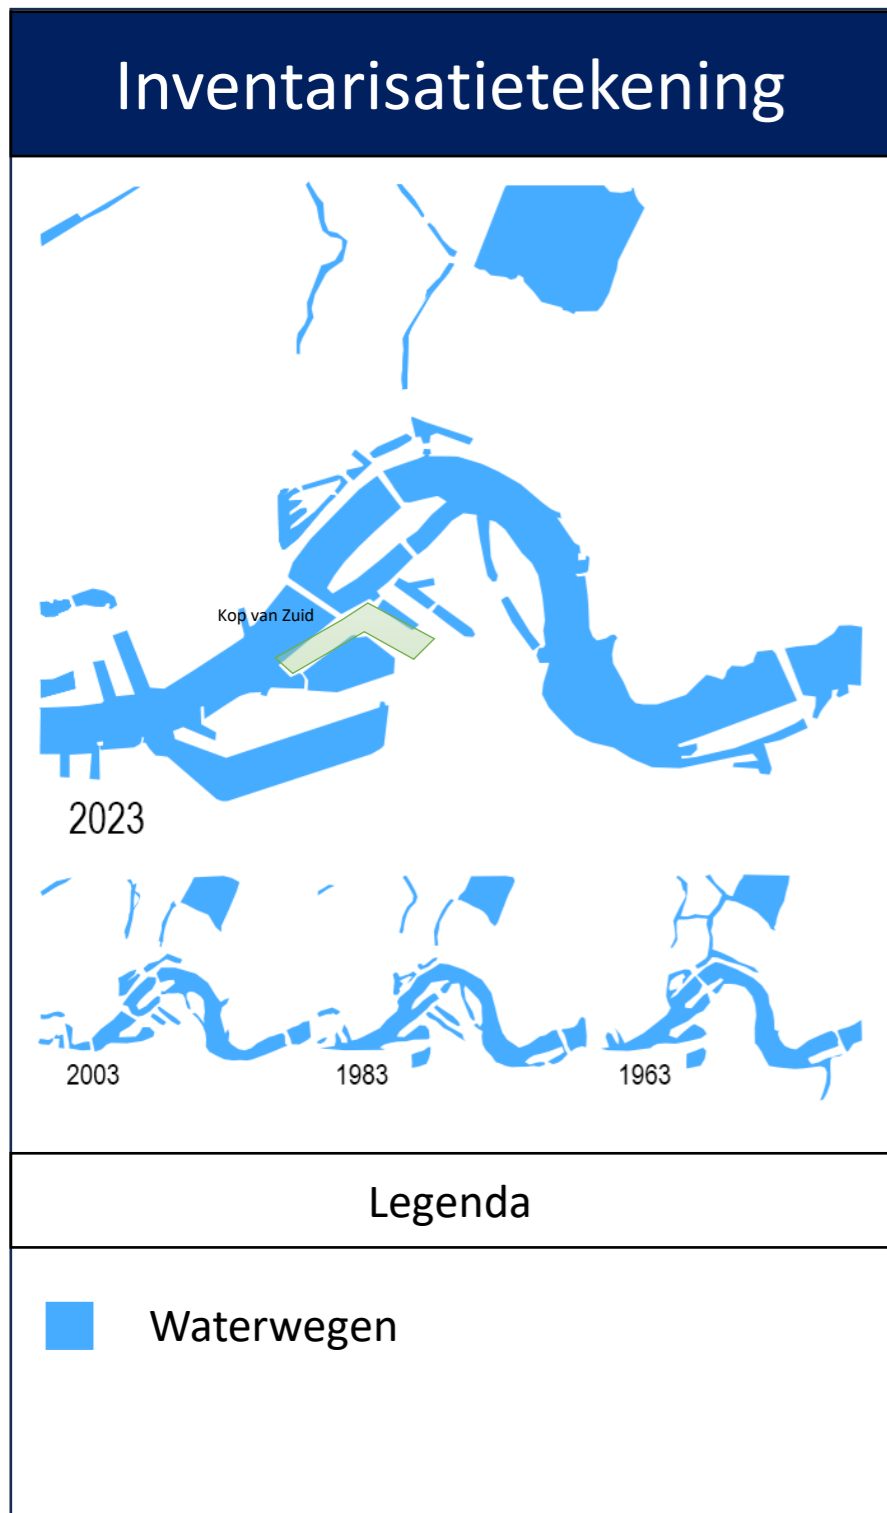 Inventarisatietekening
Kop van Zuid
2023
2003
1983
1963
Legenda
Waterwegen